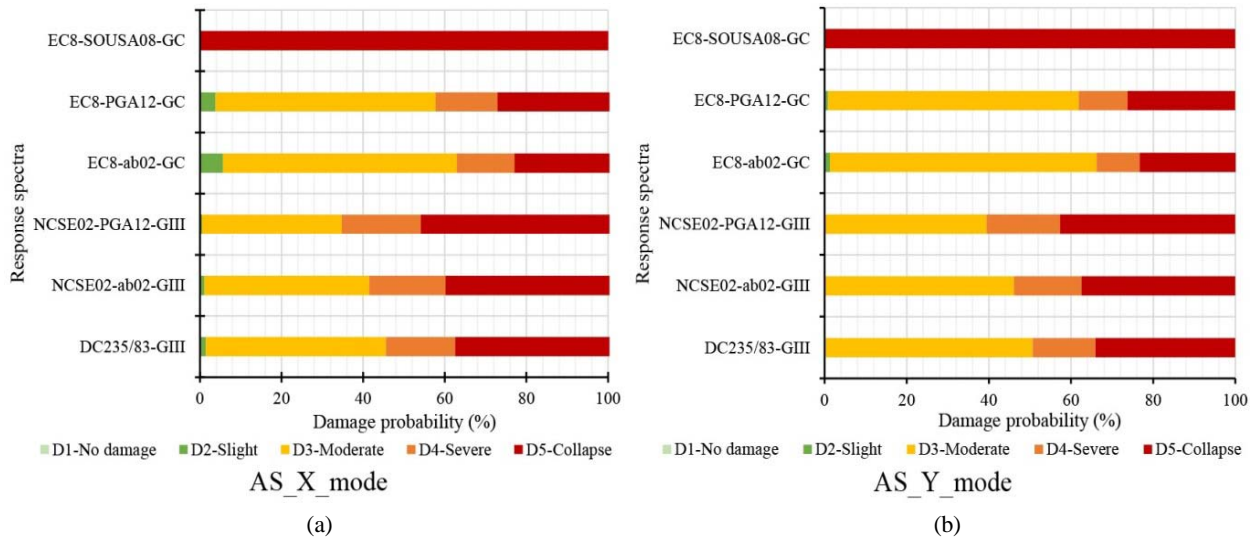 Response spectra
EC8-SOUSA08-GC
EC8-PGA12-GC
EC8-ab02-GC
NCSE02-PGA12-GIII
NCSE02-ab02-GIII
DC235/83-GIII
0 20 40 60 80 100
Damage probability (%)
D1-No damage D2-Slight D3-Moderate D4-Severe D5-Collapse
AS_X_mode
(a)
Response spectra
EC8-SOUSA08-GC
EC8-PGA12-GC
EC8-ab02-GC
NCSE02-PGA12-GIII
NCSE02-ab02-GIII
DC235/83-GIII
0 20 40 60 80 100
Damage probability (%)
D1-No damage D2-Slight D3-Moderate D4-Severe D5-Collapse
AS_Y_mode
(b)